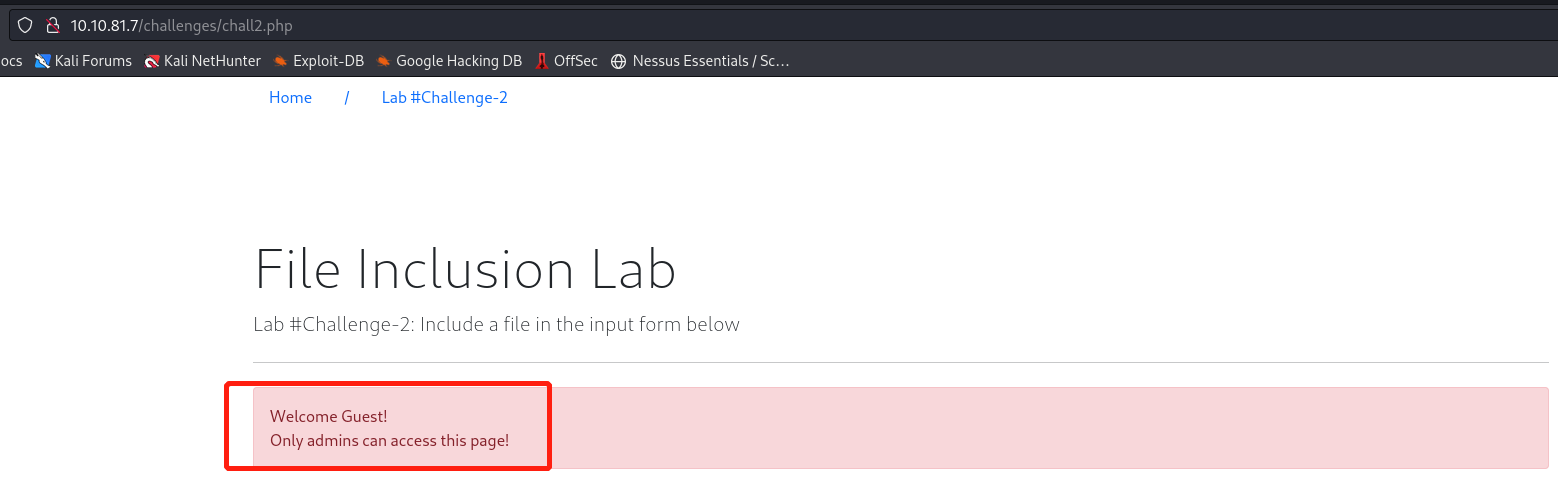 10.10.81.7/challenges/chall2.php
ocs Kali Forums Kali NetHunter Exploit-DB Google Hacking DB OffSec Nessus Essentials / Sc…
Home / Lab #Challenge-2
File Inclusion Lab
Lab #Challenge-2: Include a file in the input form below
Welcome Guest!
Only admins can access this page!